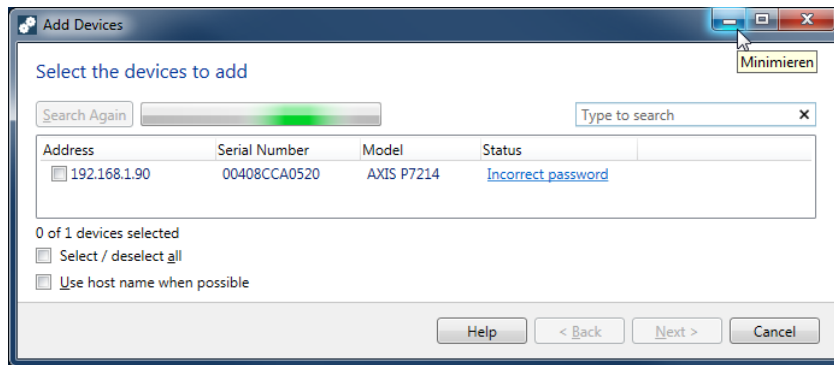 Add Devices
Minimieren
Select the devices to add
Search Again
Type to search
Address Serial Number Model Status
192.168.1.90 00408CCA0520 AXIS P7214 Incorrect password
0 of 1 devices selected
Select / deselect all
Use host name when possible
Help < Back Next > Cancel